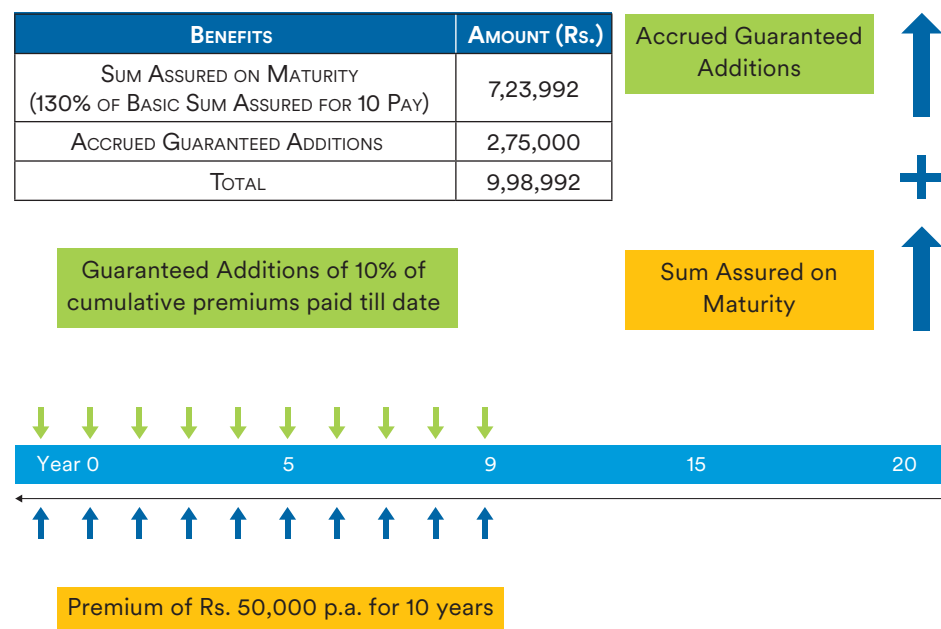 BENEFITS AMOUNT (RS.)
SUM ASSURED ON MATURITY
(130% OF BASIC SUM ASSURED FOR 10 PAY) 7,23,992
ACCRUED GUARANTEED ADDITIONS 2,75,000
TOTAL 9,98,992
Accrued Guaranteed
Additions
+
Guaranteed Additions of 10% of
cumulative premiums paid till date
Sum Assured on
Maturity
Year 0 5 9 15 20
Premium of Rs. 50,000 p.a. for 10 years